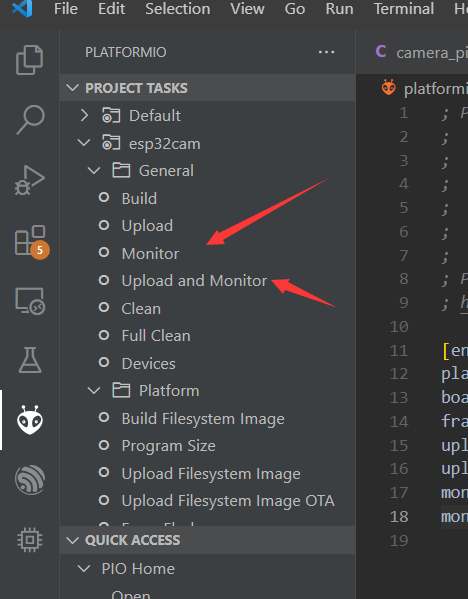 File Edit Selection View Go Run Terminal Help
PLATFORMIO
PROJECT TASKS
Default
esp32cam
General
Build
Upload
Monitor
Upload and Monitor
Clean
Full Clean
Devices
Platform
Build Filesystem Image
Program Size
Upload Filesystem Image
Upload Filesystem Image OTA
QUICK ACCESS
PIO Home
Open
5
C camera_pi
platformi
1 ; P
2 ;
3 ;
4 ;
5 ;
6 ;
7 ;
8 ; P
9 ; h
10
11 [en
12 pla
13 boa
14 fra
15 upl
16 upl
17 mon
18 mon
19